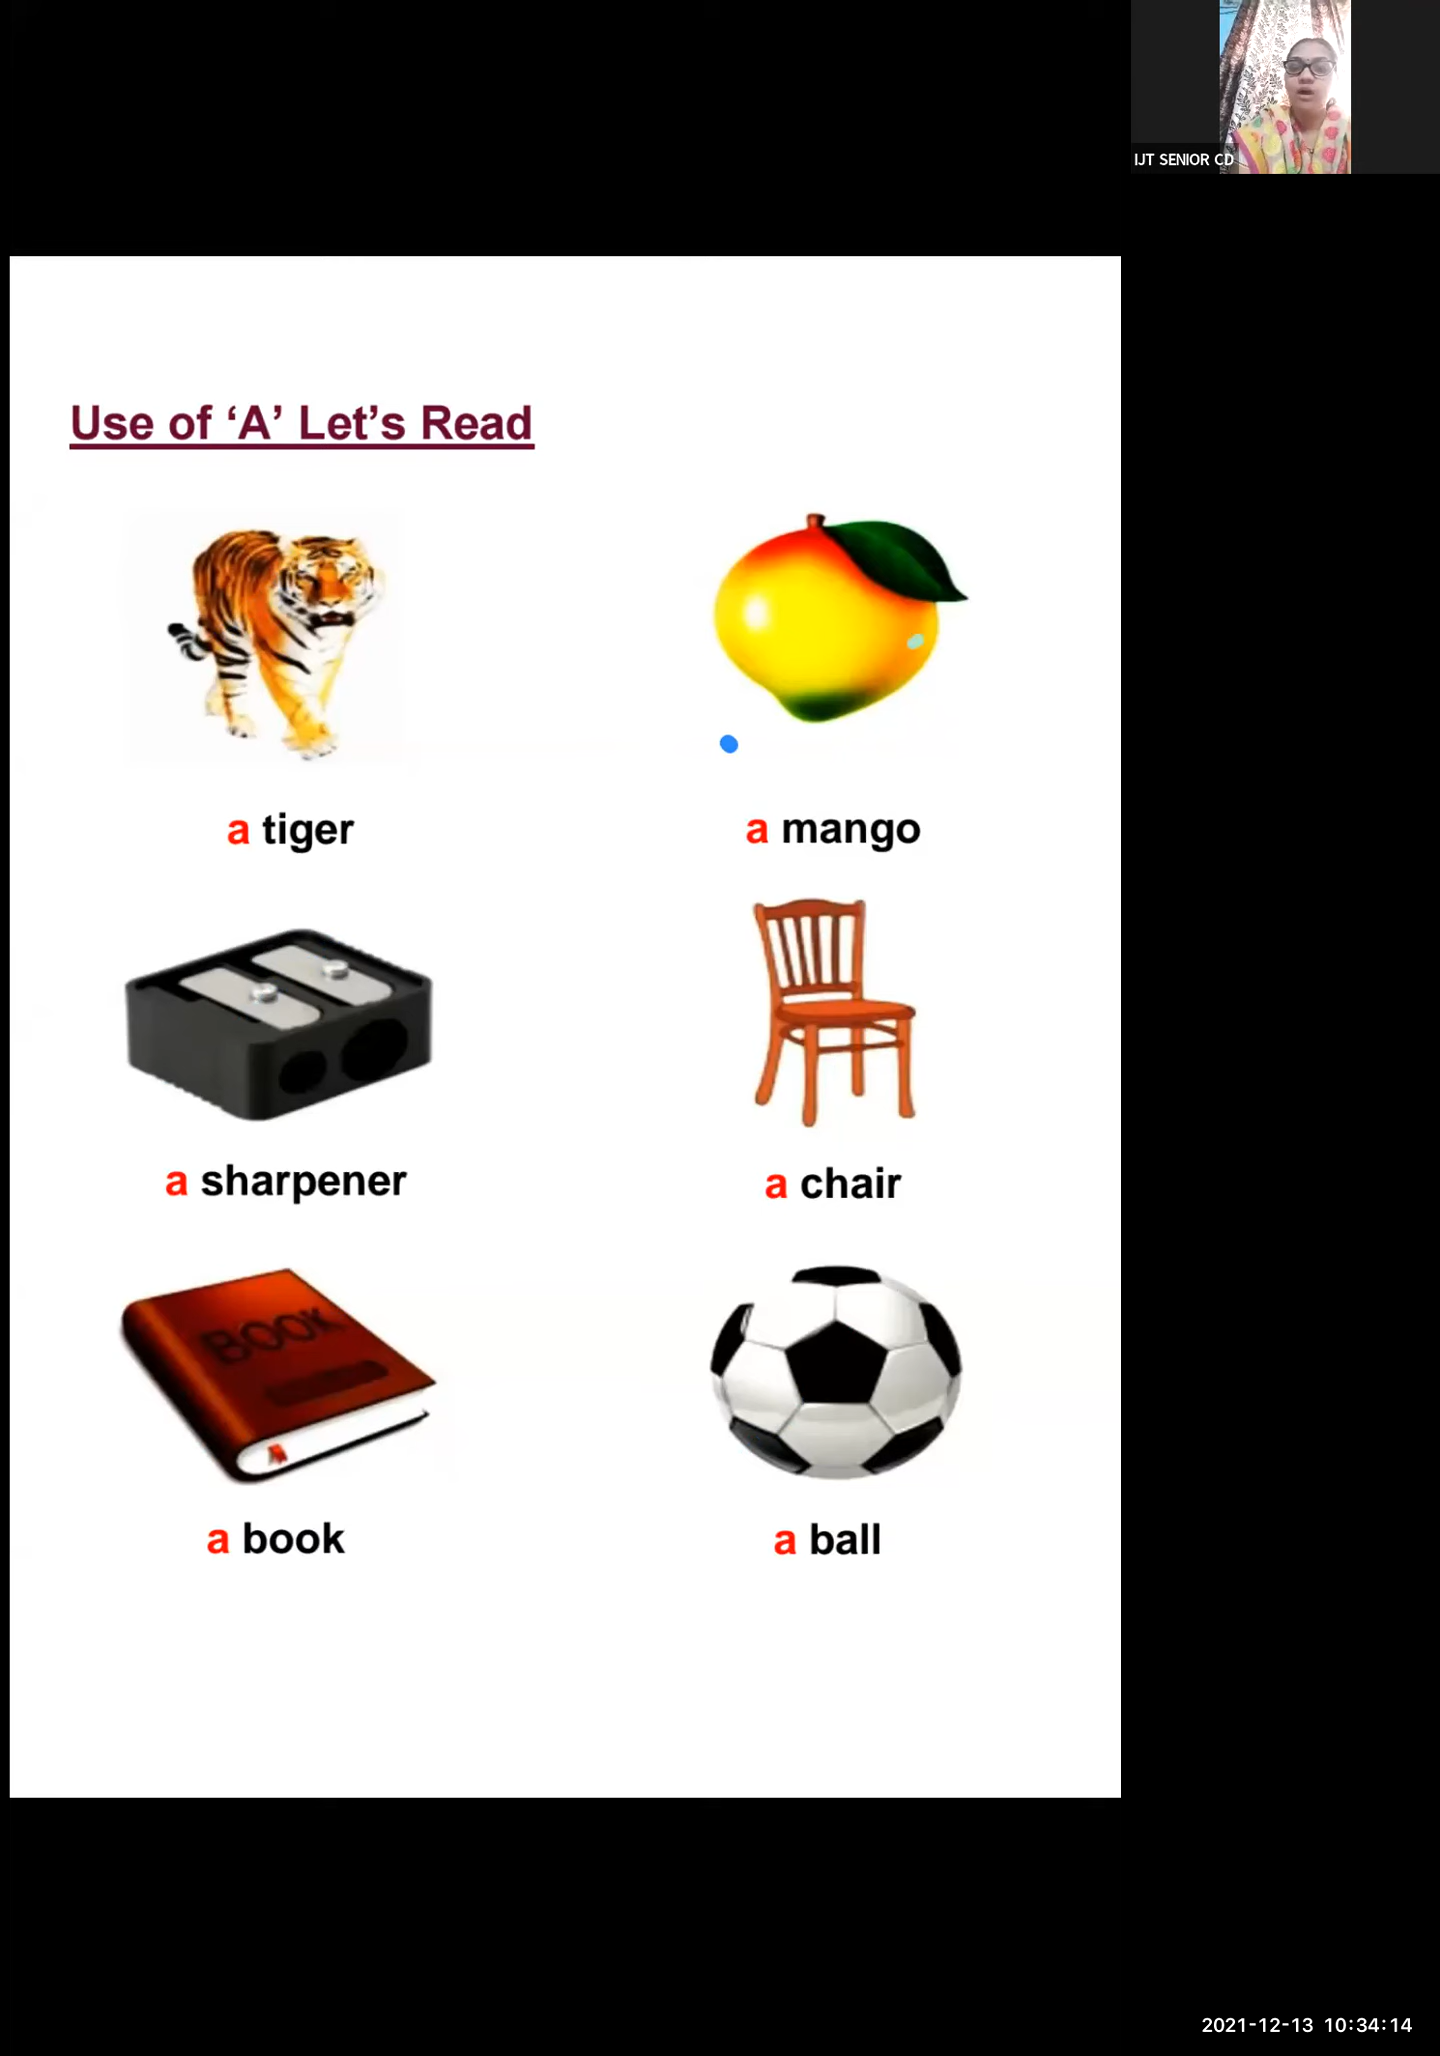 IJT SENIOR CD
Use of ‘A’ Let’s Read
a tiger
a mango
a sharpener
a chair
BOOK
a book
a ball
2021-12-13 10:34:14